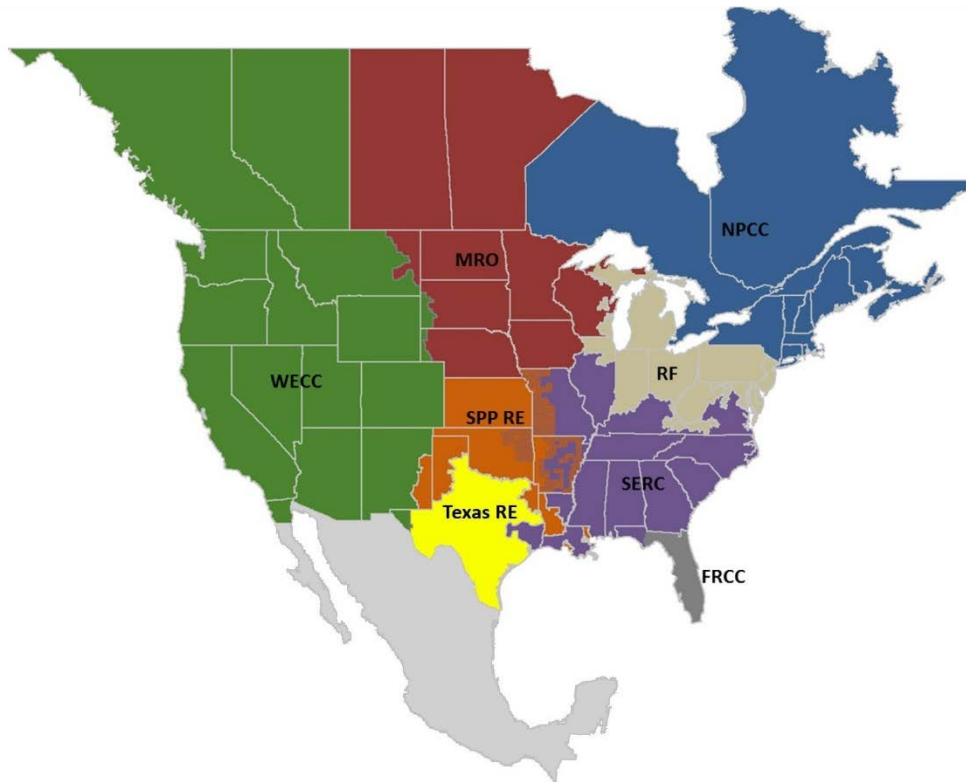 NPCC
MRO
RF
WECC
SPP RE
SERC
Texas RE
FRCC